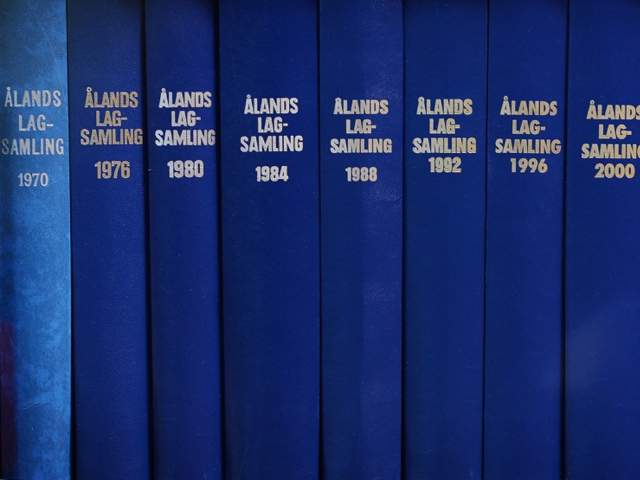 ÅLANDS
LAG-
SAMLING
1970
ÅLANDS
LAG-
SAMLING
1976
ÅLANDS
LAG-
SAMLING
1980
ÅLANDS
LAG-
SAMLING
1984
ÅLANDS
LAG-
SAMLING
1988
ÅLANDS
LAG-
SAMLING
1992
ÅLANDS
LAG-
SAMLING
1996
ÅLANDS
LAG-
SAMLING
2000